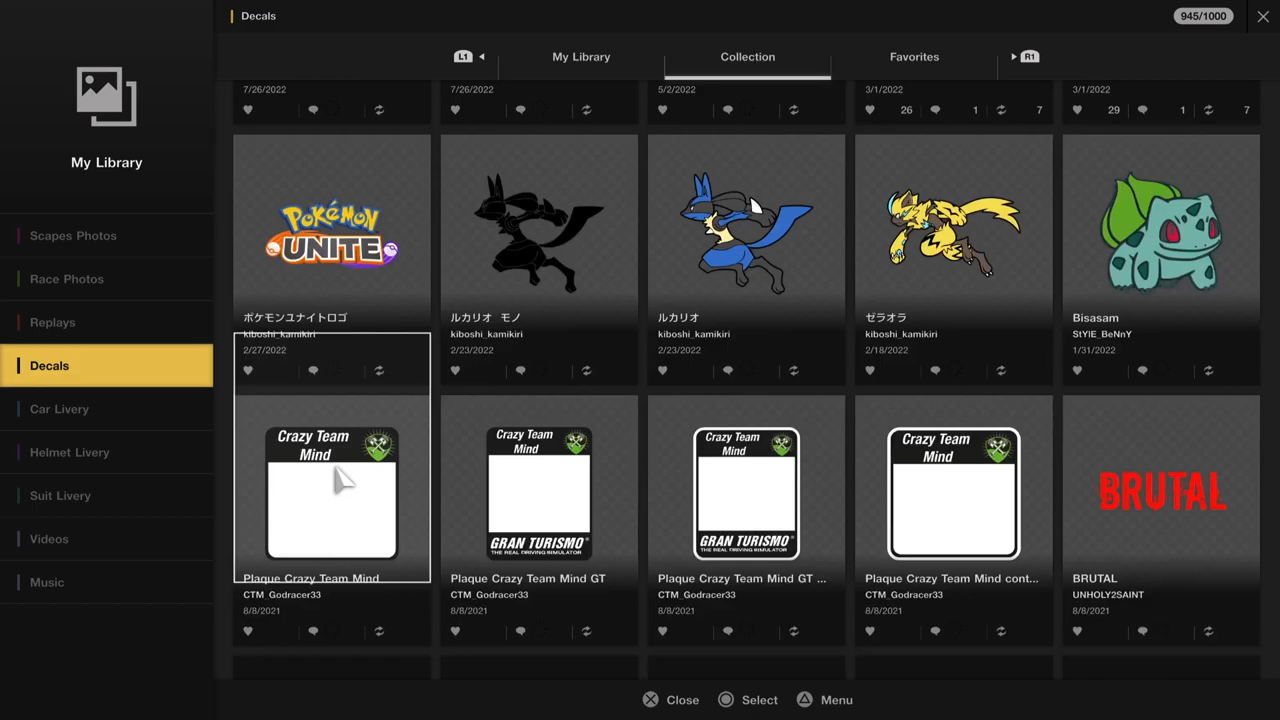 Decals
945/1000
My Library
L1
My Library
Collection
Favorites
R1
Scapes Photos
Race Photos
Replays
Decals
Car Livery
Helmet Livery
Suit Livery
Videos
Music
7/26/2022
7/26/2022
5/2/2022
3/1/2022
26 1 7
3/1/2022
29 1 7
POKéMON
UNITE
ポケモンユナイトロゴ
kiboshi_kamikiri
2/27/2022
ルカリオ モノ
kiboshi_kamikiri
2/23/2022
ルカリオ
kiboshi_kamikiri
2/23/2022
ゼラオラ
kiboshi_kamikiri
2/18/2022
Bisasam
StYlE_BeNnY
1/31/2022
Crazy Team
Mind
Plaque Crazy Team Mind
CTM_Godracer33
8/8/2021
Crazy Team
Mind
GRAN TURISMO
THE REAL DRIVING SIMULATOR
Plaque Crazy Team Mind GT
CTM_Godracer33
8/8/2021
Crazy Team
Mind
GRAN TURISMO
THE REAL DRIVING SIMULATOR
Plaque Crazy Team Mind GT ...
CTM_Godracer33
8/8/2021
Crazy Team
Mind
Plaque Crazy Team Mind cont...
CTM_Godracer33
8/8/2021
BRUTAL
BRUTAL
UNHOLY2SAINT
8/8/2021
Close
Select
Menu